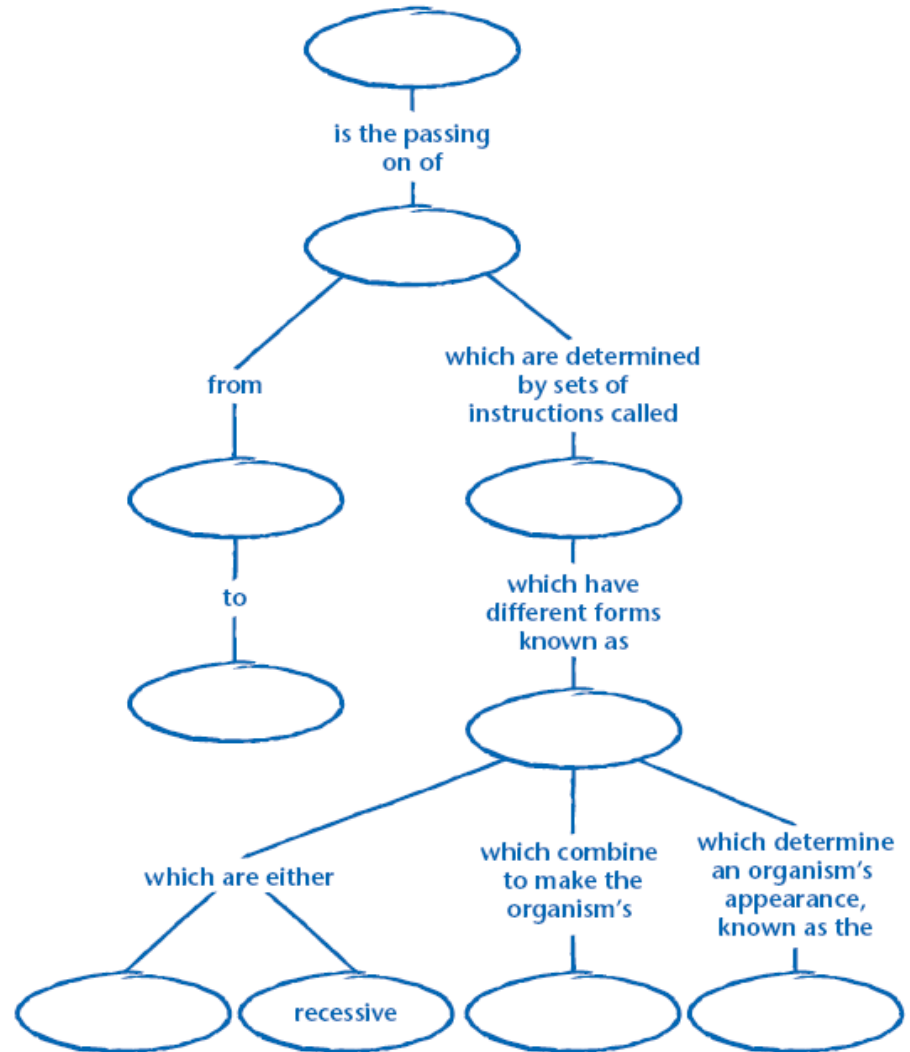 is the passing
on of
from
which are determined
by sets of
instructions called
to
which have
different forms
known as
which are either
which combine
to make the
organism's
which determine
an organism's
appearance,
known as the
recessive